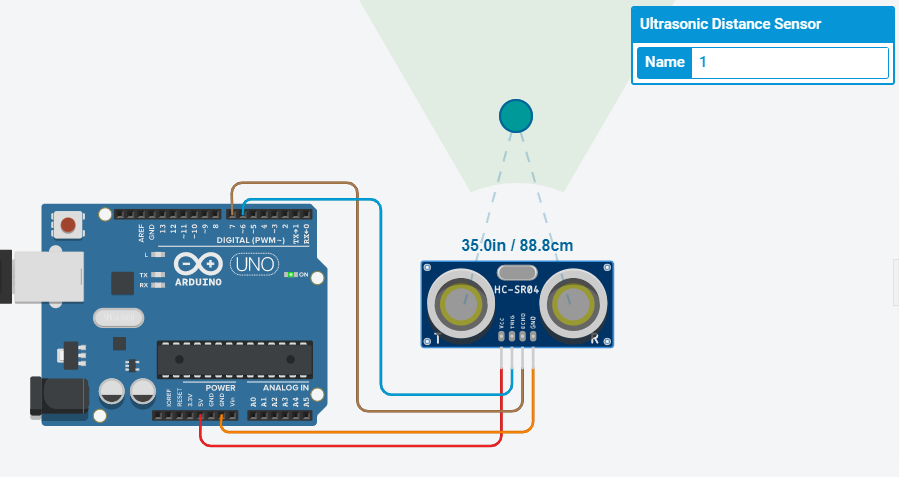 Ultrasonic Distance Sensor
Name 1
35.0in / 88.8cm
HC-SR04
VCC
TRIG
ECHO
GND
T
R
AREF
GND
13
12
~11
~10
~9
8
7
~6
~5
4
~3
2
TX→1
RX←0
DIGITAL (PWM~)
L
TX
RX
UNO
ON
ARDUINO
POWER
ANALOG IN
IOREF
RESET
3.3V
5V
GND
GND
Vin
A0
A1
A2
A3
A4
A5